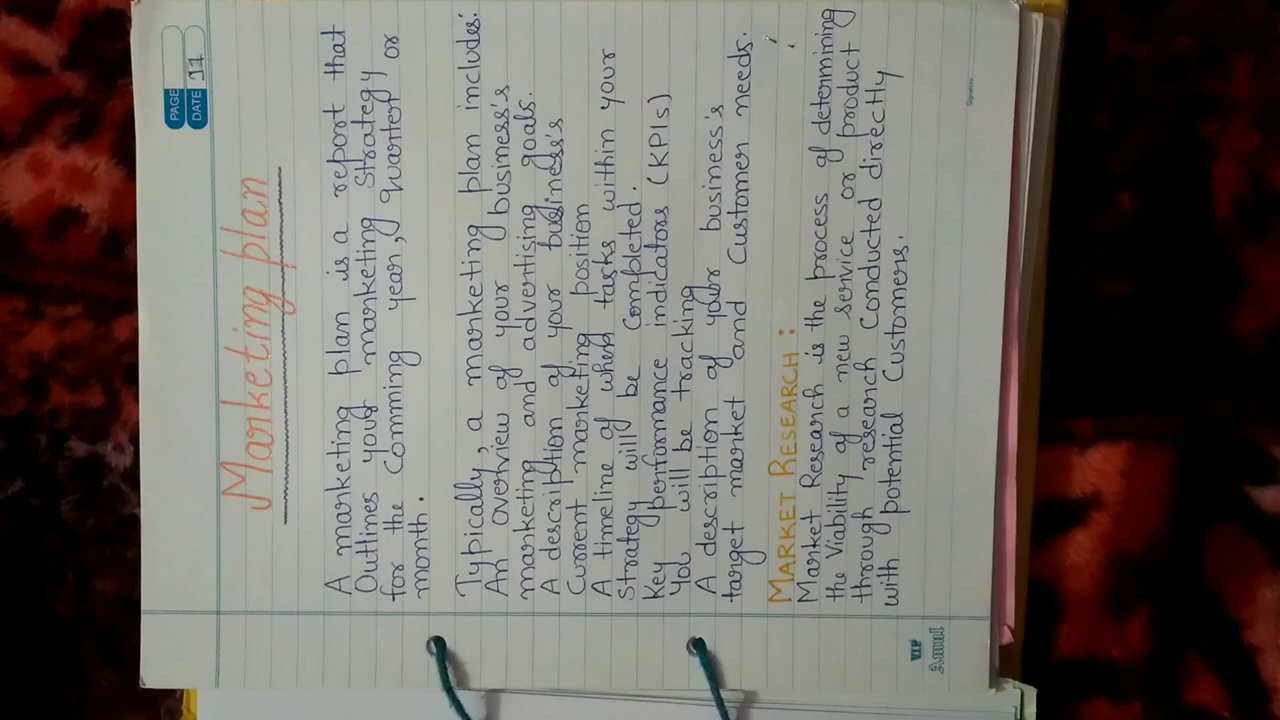 PAGE
DATE 11
Marketing plan
A marketing plan is a report that
Outlines your marketing Strategy
for the Comming year, Quarter or
month.
Typically, a marketing plan includes:
An overview of your business's
marketing and advertising goals.
A description of your business's
Current marketing position
A timeline of when tasks within your
Strategy will be Completed.
Key performance indicators (KPIs)
You will be tracking
A description of your business's
target market and Customer needs.
MARKET RESEARCH :
Market Research is the process of determining
the Viability of a new service or product
through research Conducted directly
with potential Customers.
VIP
Amul
Signature